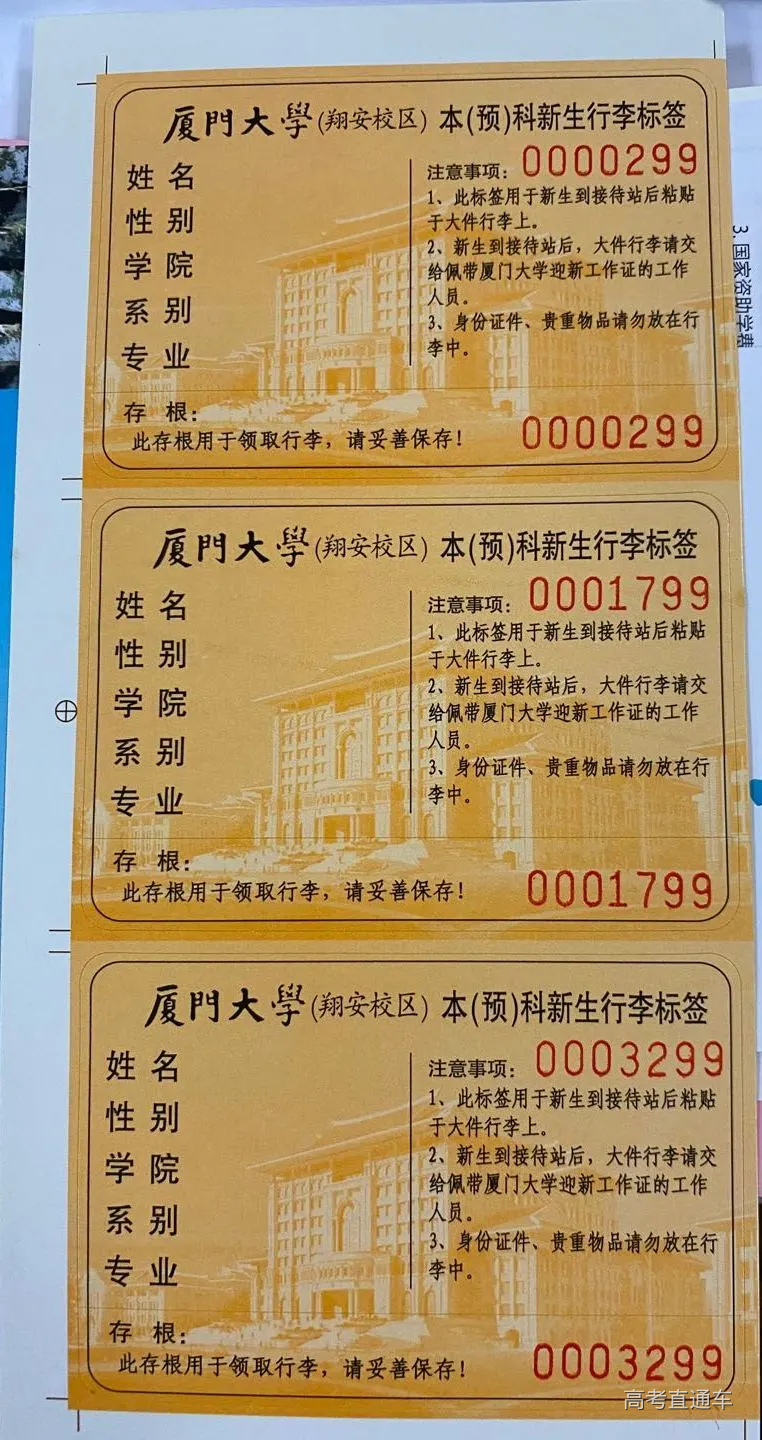 厦門大學(翔安校区) 本(预)科新生行李标签
姓 名
性 别
学 院
系 别
专 业
注意事项: 0000299
1、此标签用于新生到接待站后粘贴
于大件行李上。
2、新生到接待站后，大件行李请交
给佩带厦门大学迎新工作证的工作
人员。
3、身份证件、贵重物品请勿放在行
李中。
存 根:
此存根用于领取行李，请妥善保存!
0000299
厦門大學(翔安校区) 本(预)科新生行李标签
姓 名
性 别
学 院
系 别
专 业
注意事项: 0001799
1、此标签用于新生到接待站后粘贴
于大件行李上。
2、新生到接待站后，大件行李请交
给佩带厦门大学迎新工作证的工作
人员。
3、身份证件、贵重物品请勿放在行
李中。
存 根:
此存根用于领取行李，请妥善保存!
0001799
厦門大學(翔安校区) 本(预)科新生行李标签
姓 名
性 别
学 院
系 别
专 业
注意事项: 0003299
1、此标签用于新生到接待站后粘贴
于大件行李上。
2、新生到接待站后，大件行李请交
给佩带厦门大学迎新工作证的工作
人员。
3、身份证件、贵重物品请勿放在行
李中。
存 根:
此存根用于领取行李，请妥善保存!
0003299
3. 国家资助学费
高考直通车